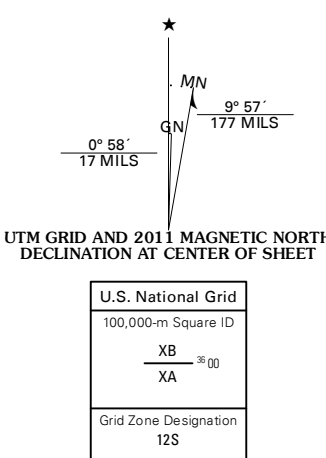 ★
MN
9° 57´
177 MILS
GN
0° 58´
17 MILS
UTM GRID AND 2011 MAGNETIC NORTH
DECLINATION AT CENTER OF SHEET
U.S. National Grid
100,000-m Square ID
XB
36 00
XA
Grid Zone Designation
12S